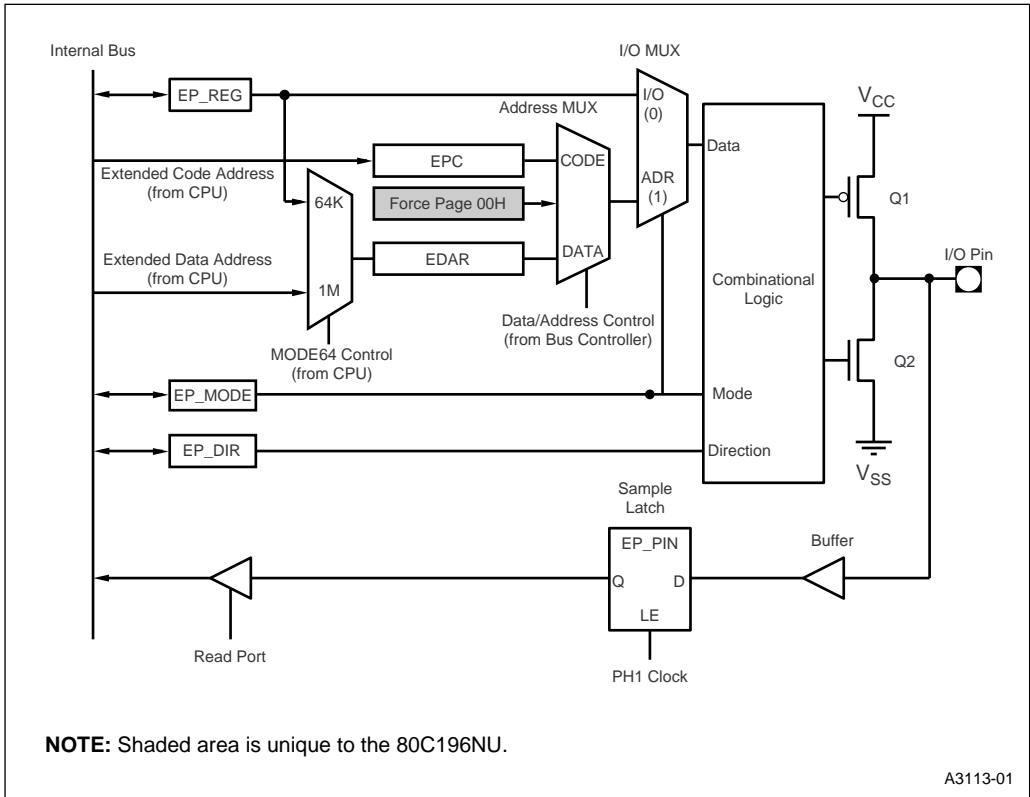 Internal Bus
I/O MUX
EP_REG
Address MUX
I/O
(0)
V_CC
EPC
CODE
Data
Extended Code Address
(from CPU)
ADR
(1)
64K
Force Page 00H
Q1
Extended Data Address
(from CPU)
EDAR
DATA
I/O Pin
1M
Combinational
Logic
Data/Address Control
(from Bus Controller)
MODE64 Control
(from CPU)
Q2
EP_MODE
Mode
EP_DIR
Direction
V_SS
Sample
Latch
EP_PIN
Buffer
Q
D
LE
Read Port
PH1 Clock
NOTE: Shaded area is unique to the 80C196NU.
A3113-01